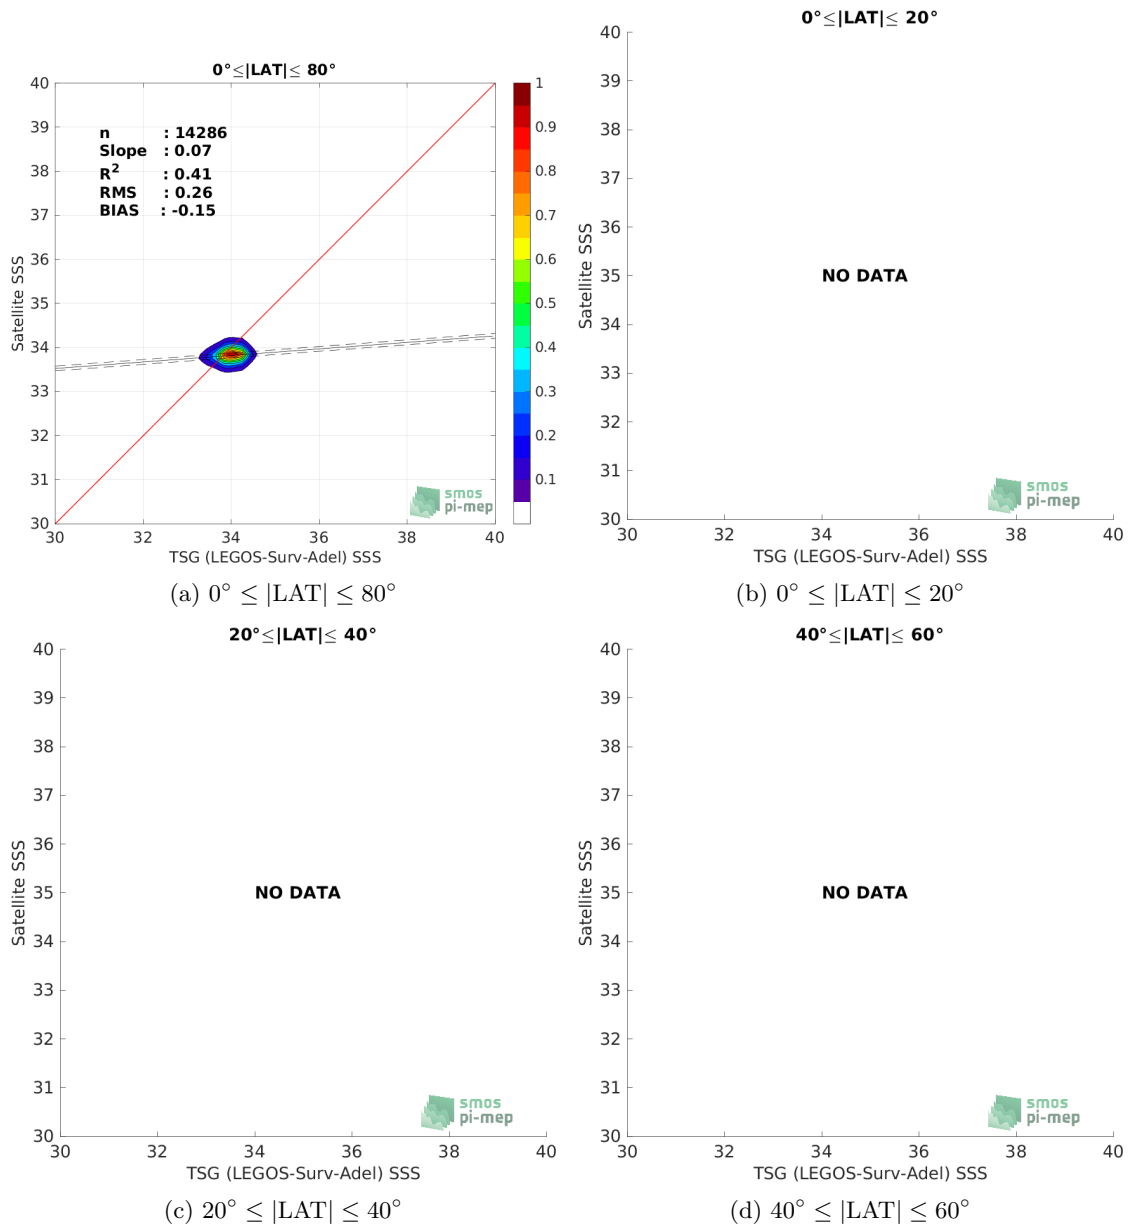 0°≤|LAT|≤ 80°
40
39
38
37
36
35
34
33
32
31
30
Satellite SSS
n : 14286
Slope : 0.07
R² : 0.41
RMS : 0.26
BIAS : -0.15
smos
pi-mep
30 32 34 36 38 40
TSG (LEGOS-Surv-Adel) SSS
1
0.9
0.8
0.7
0.6
0.5
0.4
0.3
0.2
0.1
(a) 0° ≤ |LAT| ≤ 80°
0°≤|LAT|≤ 20°
40
39
38
37
36
35
34
33
32
31
30
Satellite SSS
NO DATA
smos
pi-mep
30 32 34 36 38 40
TSG (LEGOS-Surv-Adel) SSS
(b) 0° ≤ |LAT| ≤ 20°
20°≤|LAT|≤ 40°
40
39
38
37
36
35
34
33
32
31
30
Satellite SSS
NO DATA
smos
pi-mep
30 32 34 36 38 40
TSG (LEGOS-Surv-Adel) SSS
(c) 20° ≤ |LAT| ≤ 40°
40°≤|LAT|≤ 60°
40
39
38
37
36
35
34
33
32
31
30
Satellite SSS
NO DATA
smos
pi-mep
30 32 34 36 38 40
TSG (LEGOS-Surv-Adel) SSS
(d) 40° ≤ |LAT| ≤ 60°